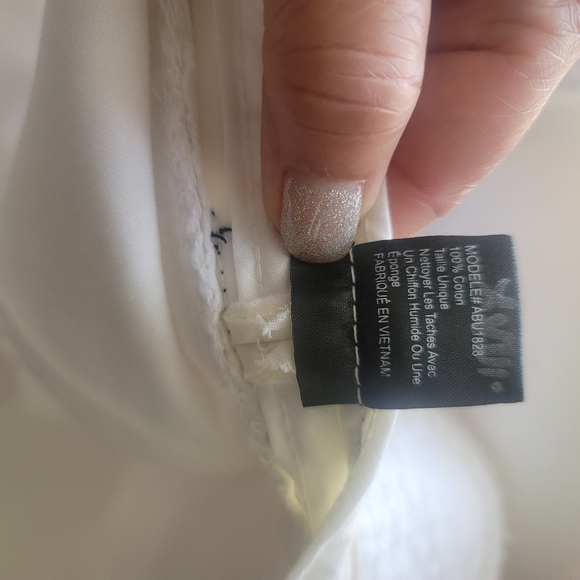 MODELE#ABU1828
100% Coton
Taille Unique
Nettoyer Les Taches Avec
Un Chiffon Humide Ou Une
Éponge
FABRIQUÉ EN VIETNAM